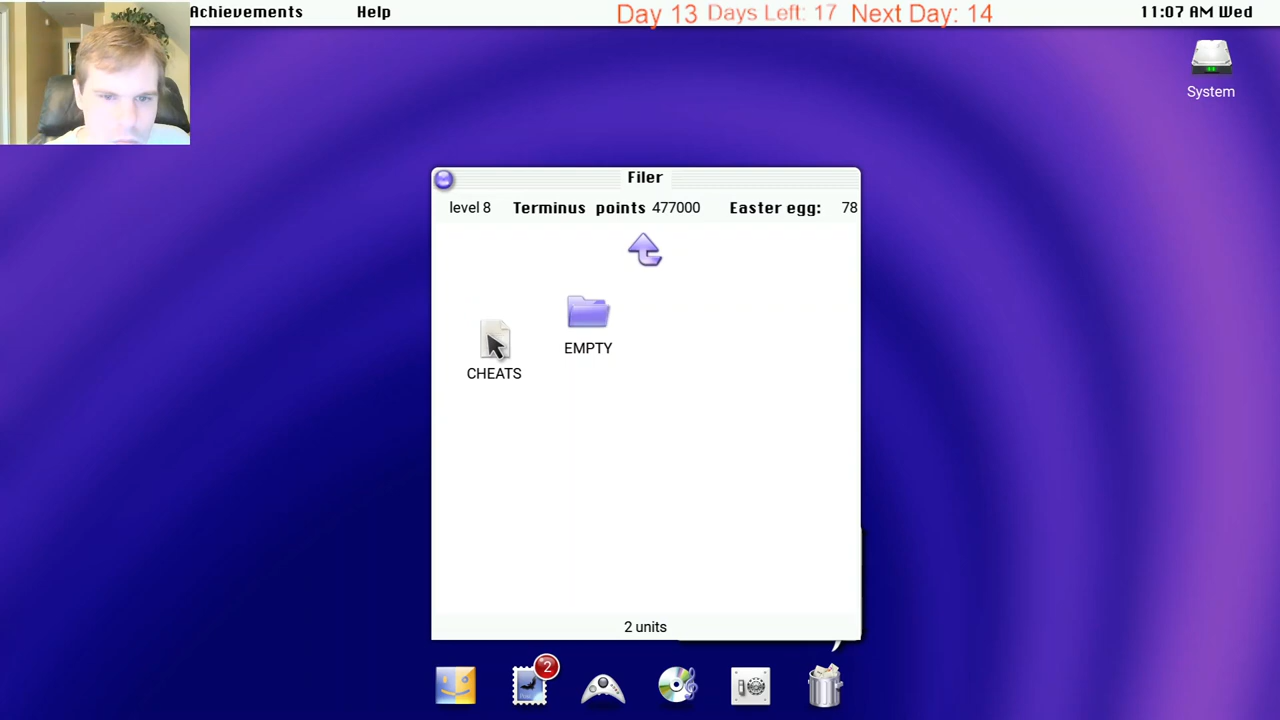 Achievements Help Day 13 Days Left: 17 Next Day: 14 11:07 AM Wed
System
Filer
level 8 Terminus points 477000 Easter egg: 78
EMPTY
CHEATS
2 units
2